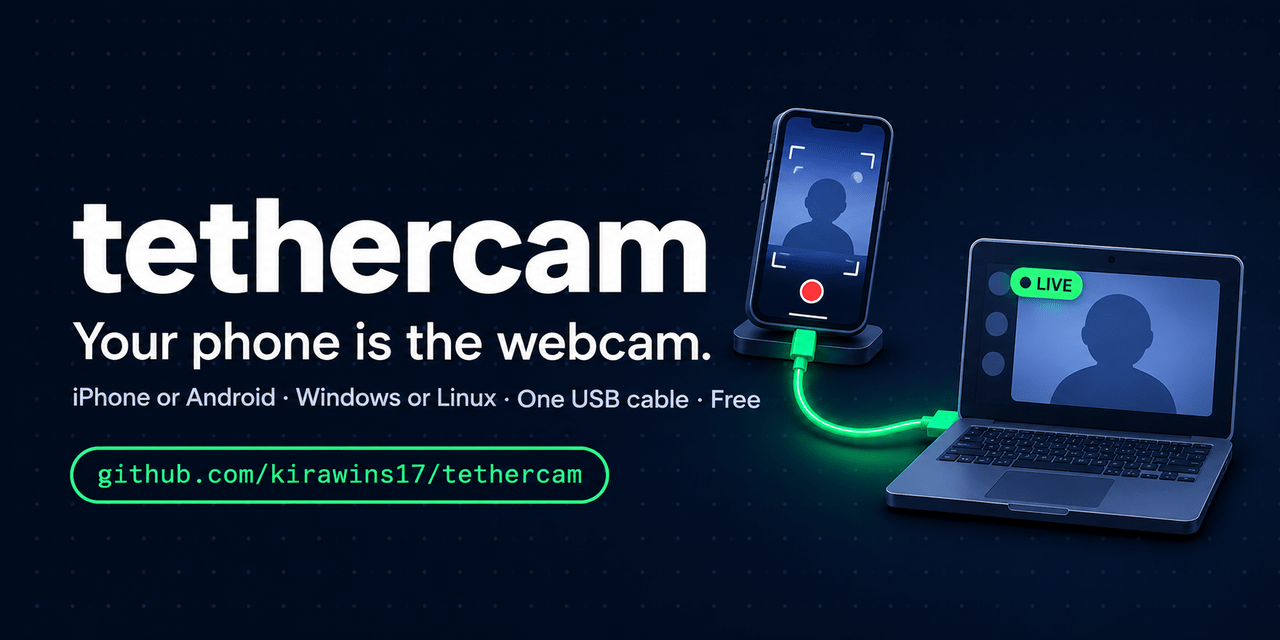 tethercam
Your phone is the webcam.
iPhone or Android · Windows or Linux · One USB cable · Free
github.com/kirawins17/tethercam
LIVE